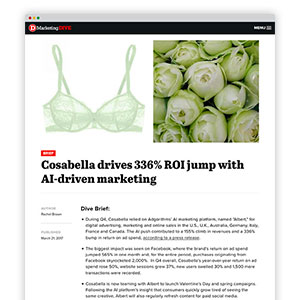 Marketing DIVE
MENU
BRIEF
Cosabella drives 336% ROI jump with
AI-driven marketing
AUTHOR
Rachel Brown
PUBLISHED
March 21, 2017
Dive Brief:
During Q4, Cosabella relied on Adgorithms' AI marketing platform, named "Albert," for
digital advertising, marketing and online sales in the U.S., U.K., Australia, Germany, Italy,
France and Canada. The AI push contributed to a 155% climb in revenues and a 336%
bump in return on ad spend, according to a press release.
The biggest impact was seen on Facebook, where the brand's return on ad spend
jumped 565% in one month and, for the entire period, purchases originating from
Facebook skyrocketed 2,000%. In Q4 overall, Cosabella's year-over-year return on ad
spend rose 50%, website sessions grew 37%, new users swelled 30% and 1,500 more
transactions were recorded.
Cosabella is now teaming with Albert to launch Valentine's Day and spring campaigns.
Following the AI platform's insight that consumers quickly grow tired of seeing the
same creative, Albert will also regularly refresh content for paid social media